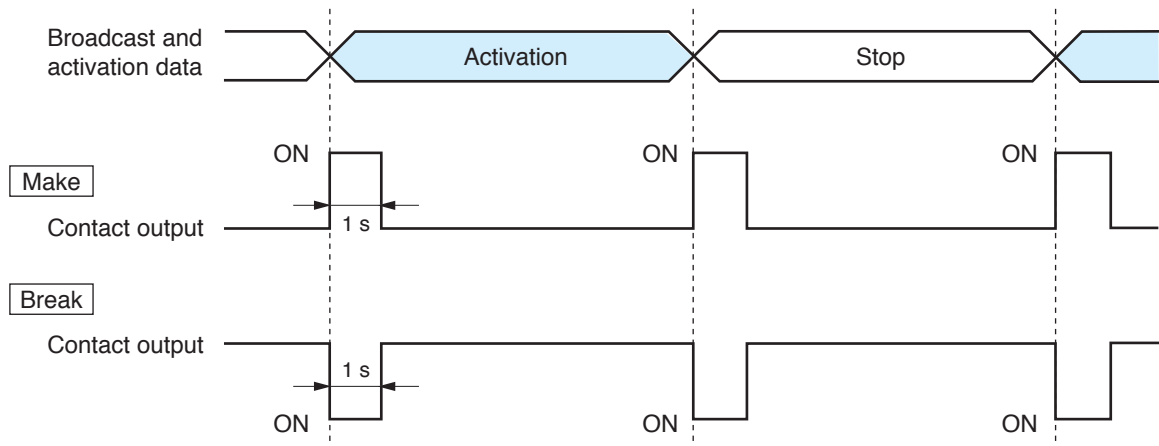 Broadcast and
activation data
Activation
Stop
ON
ON
ON
Make
1 s
Contact output
Break
Contact output
1 s
ON
ON
ON